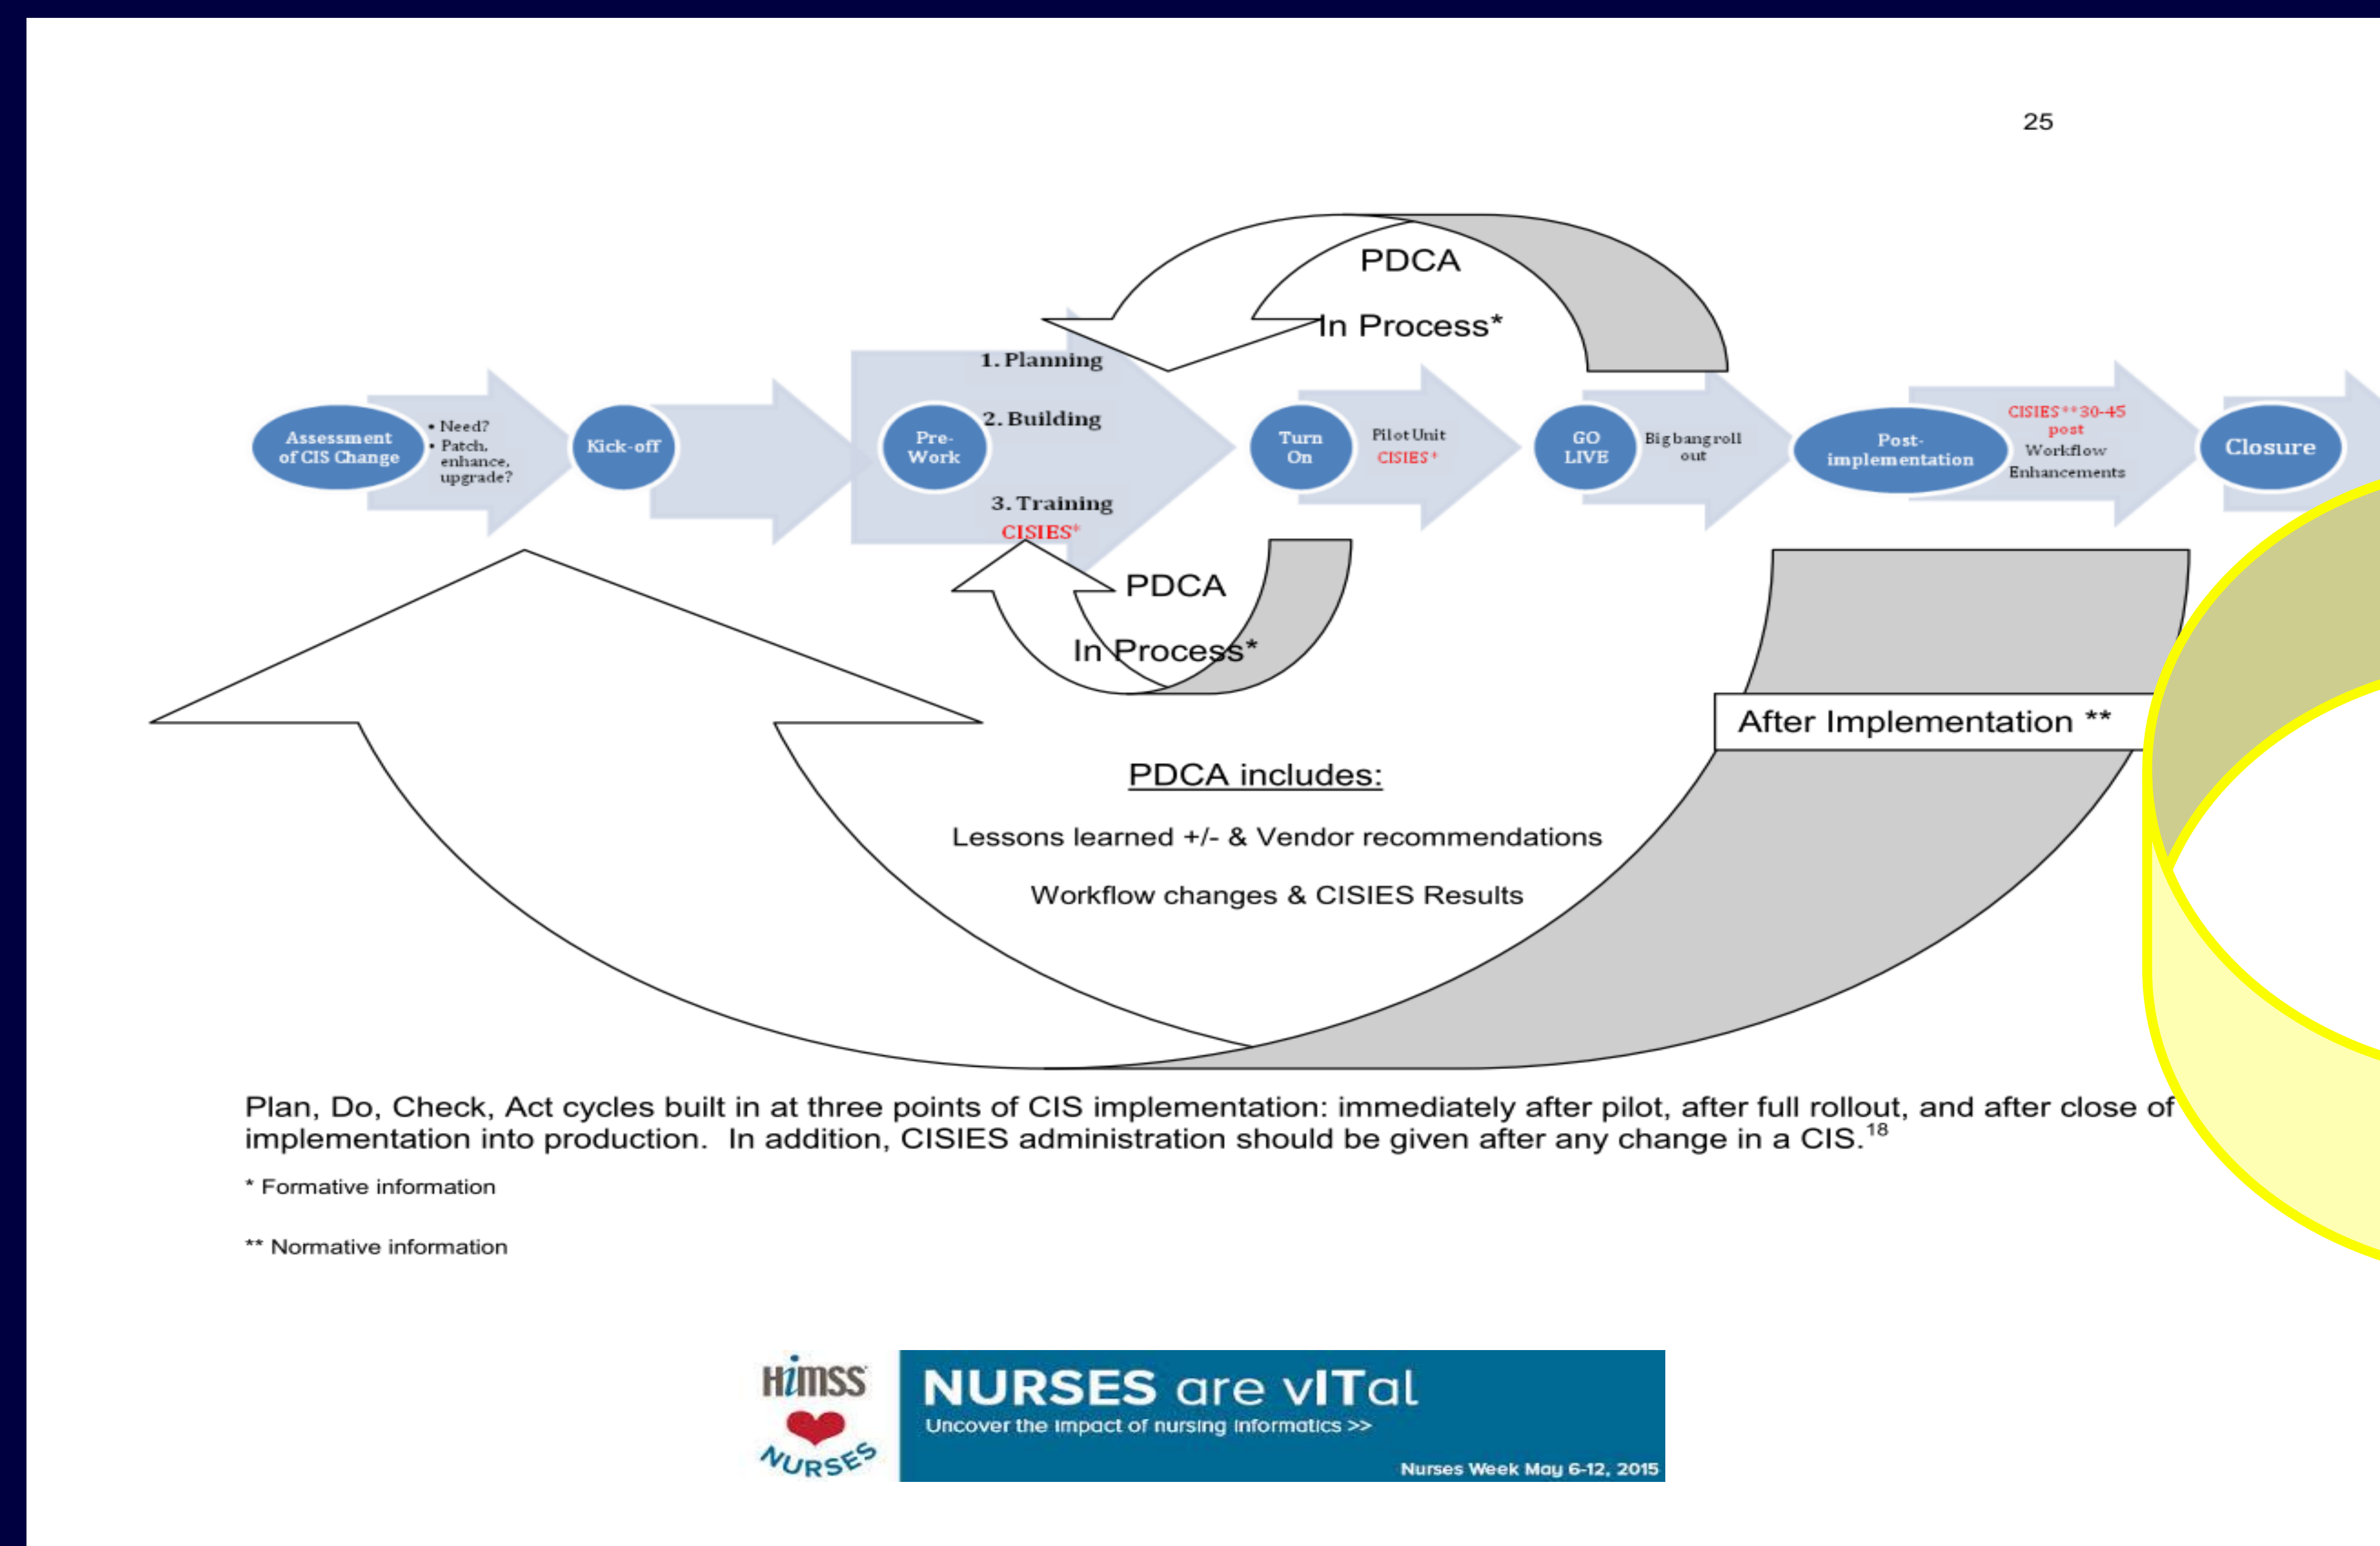 25
PDCA
In Process*
Assessment
of CIS Change
• Need?
• Patch,
enhance,
upgrade?
Kick-off
Pre-
Work
1. Planning
2. Building
3. Training
CISIES*
Turn
On
Pilot Unit
CISIES*
GO
LIVE
Big bang roll
out
Post-
implementation
CISIES**30-45
post
Workflow
Enhancements
Closure
PDCA
In Process*
After Implementation **
PDCA includes:
Lessons learned +/- & Vendor recommendations
Workflow changes & CISIES Results
Plan, Do, Check, Act cycles built in at three points of CIS implementation: immediately after pilot, after full rollout, and after close of
implementation into production.  In addition, CISIES administration should be given after any change in a CIS.18
* Formative information
** Normative information
HiMSS
NURSES
NURSES are vITal
Uncover the impact of nursing informatics >>
Nurses Week May 6-12, 2015